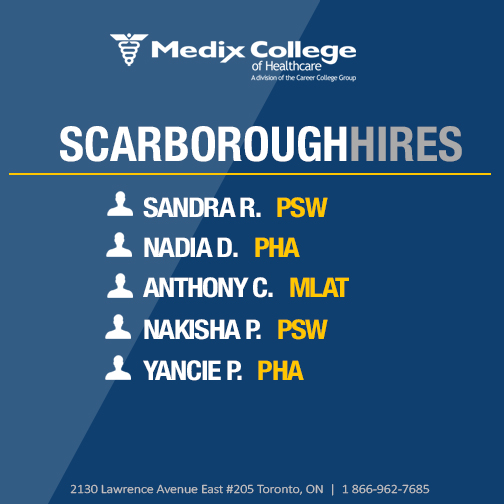 Medix College
of Healthcare
A division of the Career College Group
SCARBOROUGHHIRES
SANDRA R. PSW
NADIA D. PHA
ANTHONY C. MLAT
NAKISHA P. PSW
YANCIE P. PHA
2130 Lawrence Avenue East #205 Toronto, ON | 1 866-962-7685